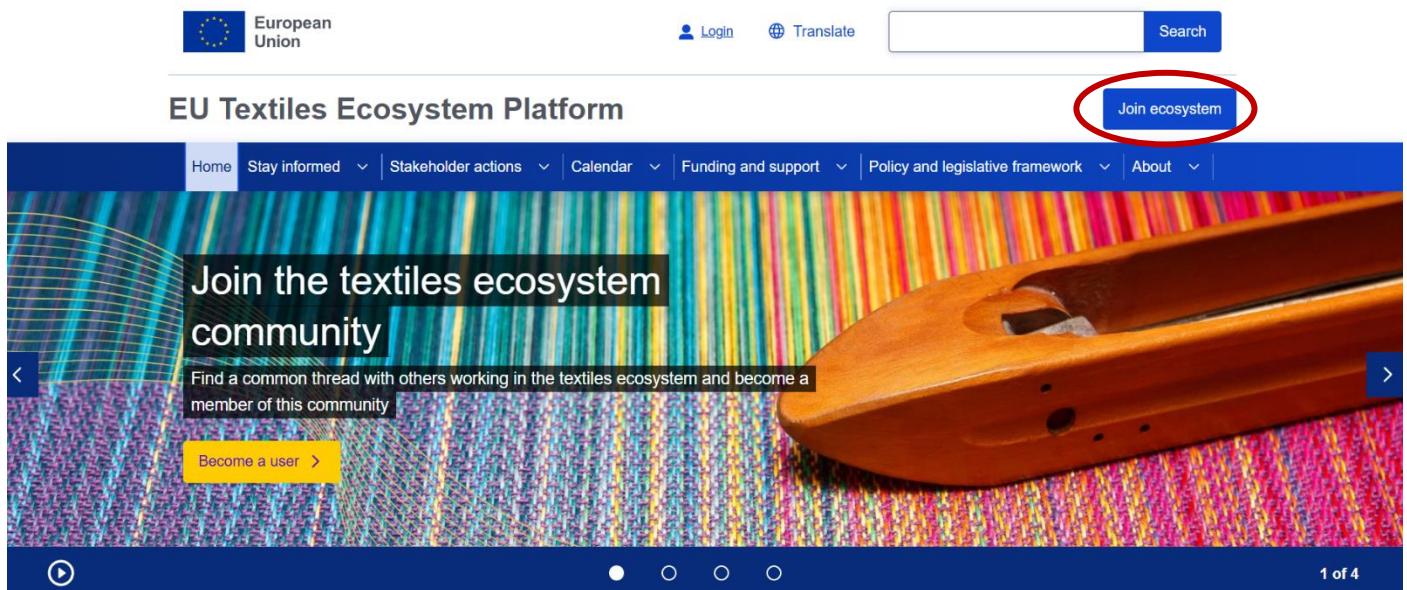 European
Union
Login
Translate
Search
EU Textiles Ecosystem Platform
Join ecosystem
Home
Stay informed
Stakeholder actions
Calendar
Funding and support
Policy and legislative framework
About
Join the textiles ecosystem
community
Find a common thread with others working in the textiles ecosystem and become a
member of this community
Become a user
1 of 4